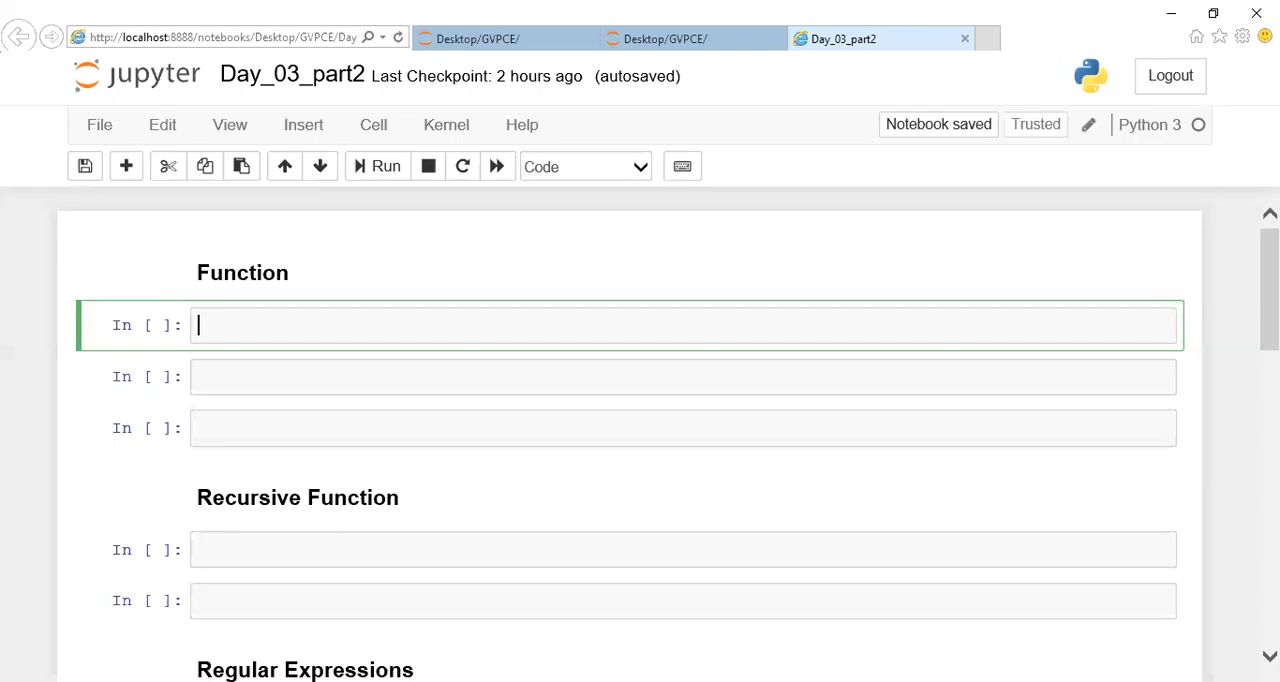 http://localhost:8888/notebooks/Desktop/GVPCE/Day
Desktop/GVPCE/
Desktop/GVPCE/
Day_03_part2
jupyter Day_03_part2 Last Checkpoint: 2 hours ago (autosaved)
Logout
File Edit View Insert Cell Kernel Help
Notebook saved Trusted Python 3
Run Code
Function
In [ ]:
In [ ]:
In [ ]:
Recursive Function
In [ ]:
In [ ]:
Regular Expressions